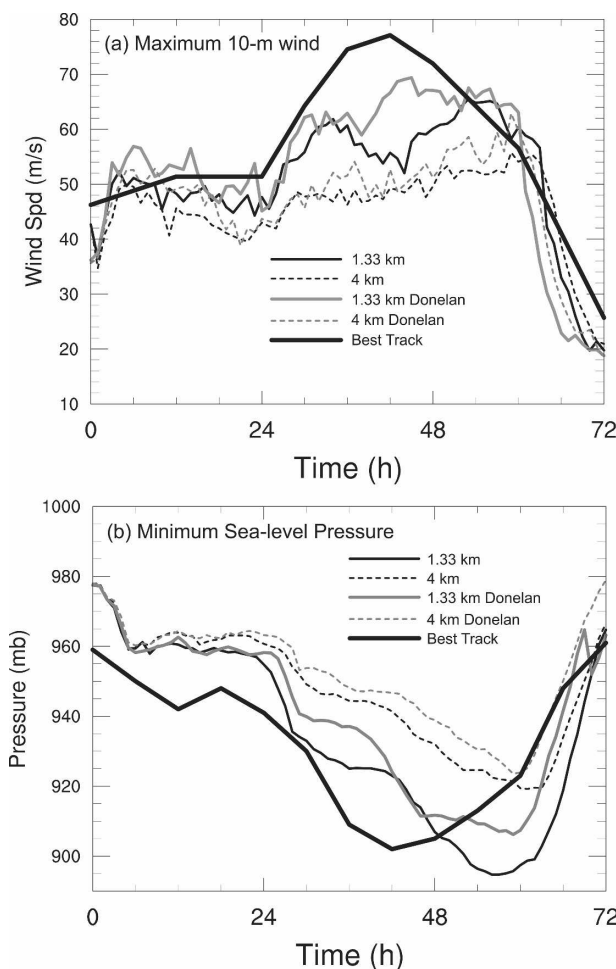 (a) Maximum 10-m wind
80
70
60
50
40
30
20
10
Wind Spd (m/s)
1.33 km
4 km
1.33 km Donelan
4 km Donelan
Best Track
0 24 48 72
Time (h)
(b) Minimum Sea-level Pressure
1000
980
960
940
920
900
Pressure (mb)
1.33 km
4 km
1.33 km Donelan
4 km Donelan
Best Track
0 24 48 72
Time (h)